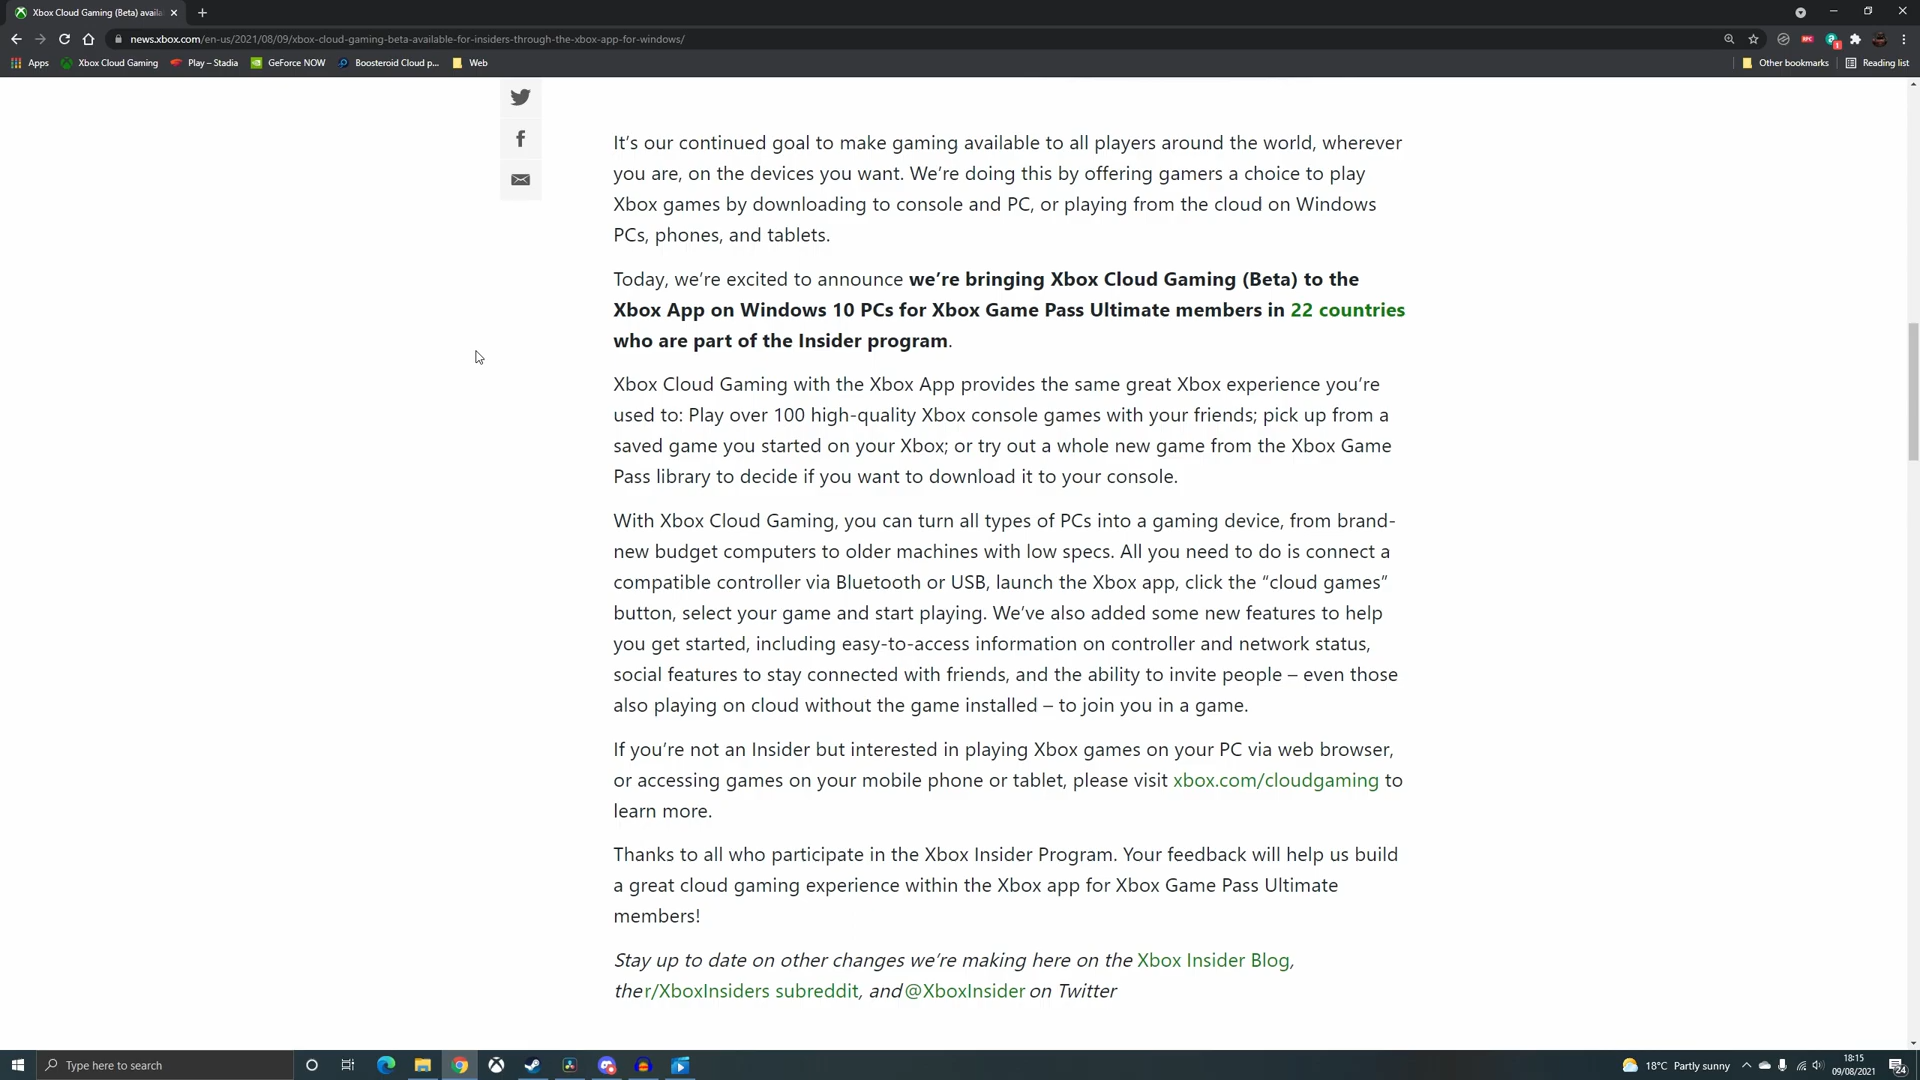 Xbox Cloud Gaming (Beta) availa
news.xbox.com/en-us/2021/08/09/xbox-cloud-gaming-beta-available-for-insiders-through-the-xbox-app-for-windows/
Apps Xbox Cloud Gaming Play – Stadia GeForce NOW Boosteroid Cloud p... Web Other bookmarks Reading list
It’s our continued goal to make gaming available to all players around the world, wherever
you are, on the devices you want. We’re doing this by offering gamers a choice to play
Xbox games by downloading to console and PC, or playing from the cloud on Windows
PCs, phones, and tablets.
Today, we’re excited to announce we’re bringing Xbox Cloud Gaming (Beta) to the
Xbox App on Windows 10 PCs for Xbox Game Pass Ultimate members in 22 countries
who are part of the Insider program.
Xbox Cloud Gaming with the Xbox App provides the same great Xbox experience you’re
used to: Play over 100 high-quality Xbox console games with your friends; pick up from a
saved game you started on your Xbox; or try out a whole new game from the Xbox Game
Pass library to decide if you want to download it to your console.
With Xbox Cloud Gaming, you can turn all types of PCs into a gaming device, from brand-
new budget computers to older machines with low specs. All you need to do is connect a
compatible controller via Bluetooth or USB, launch the Xbox app, click the “cloud games”
button, select your game and start playing. We’ve also added some new features to help
you get started, including easy-to-access information on controller and network status,
social features to stay connected with friends, and the ability to invite people – even those
also playing on cloud without the game installed – to join you in a game.
If you’re not an Insider but interested in playing Xbox games on your PC via web browser,
or accessing games on your mobile phone or tablet, please visit xbox.com/cloudgaming to
learn more.
Thanks to all who participate in the Xbox Insider Program. Your feedback will help us build
a great cloud gaming experience within the Xbox app for Xbox Game Pass Ultimate
members!
Stay up to date on other changes we’re making here on the Xbox Insider Blog,
ther/XboxInsiders subreddit, and @XboxInsider on Twitter
Type here to search
18°C Partly sunny
18:15
09/08/2021
24